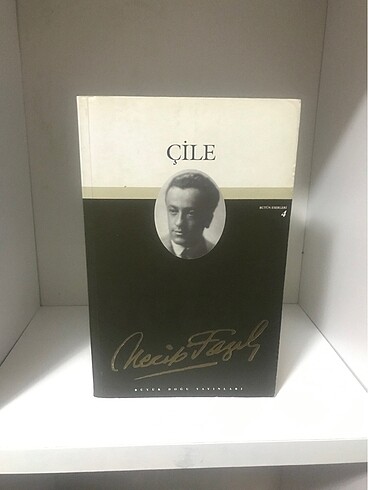 ÇİLE
BÜTÜN ESERLERİ
4
Necip Fazıl
BÜYÜK DOĞU YAYINLARI